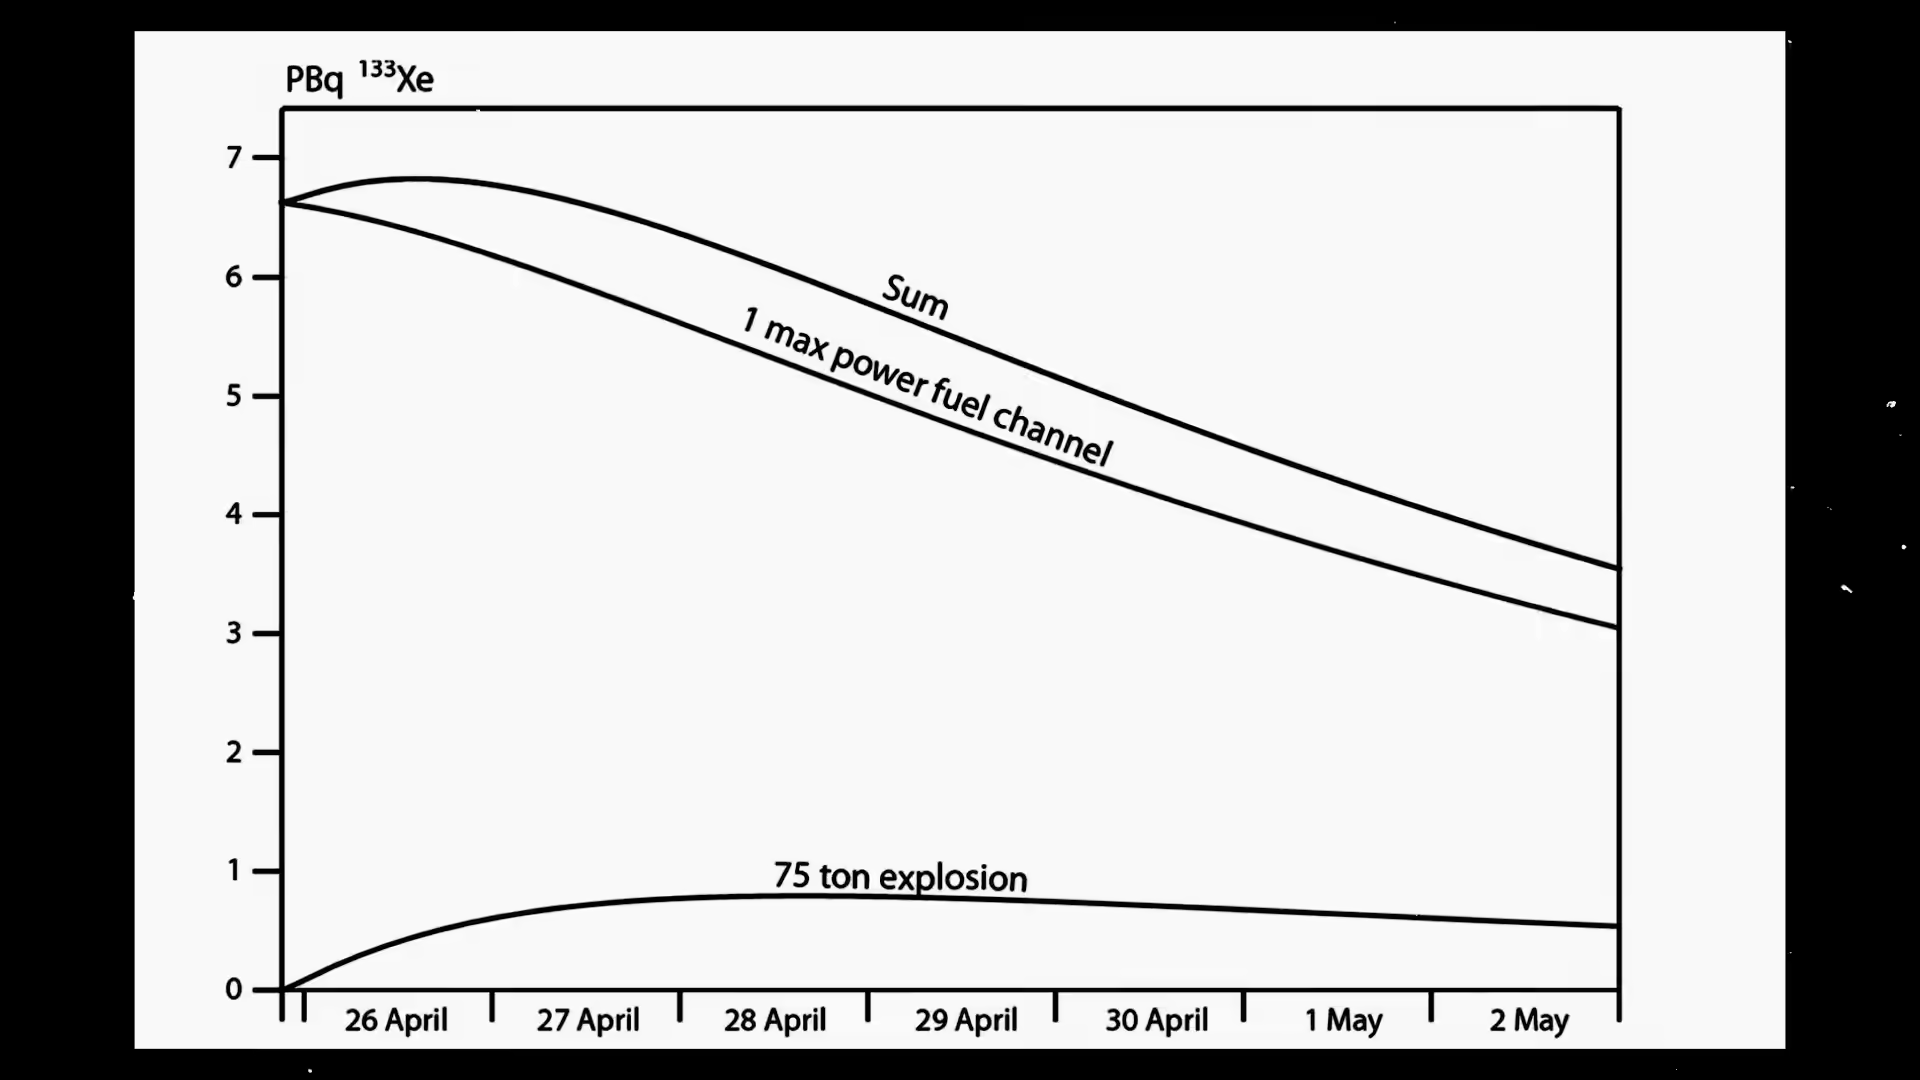 PBq ¹³³Xe
7
6
5
4
3
2
1
0
Sum
1 max power fuel channel
75 ton explosion
26 April
27 April
28 April
29 April
30 April
1 May
2 May